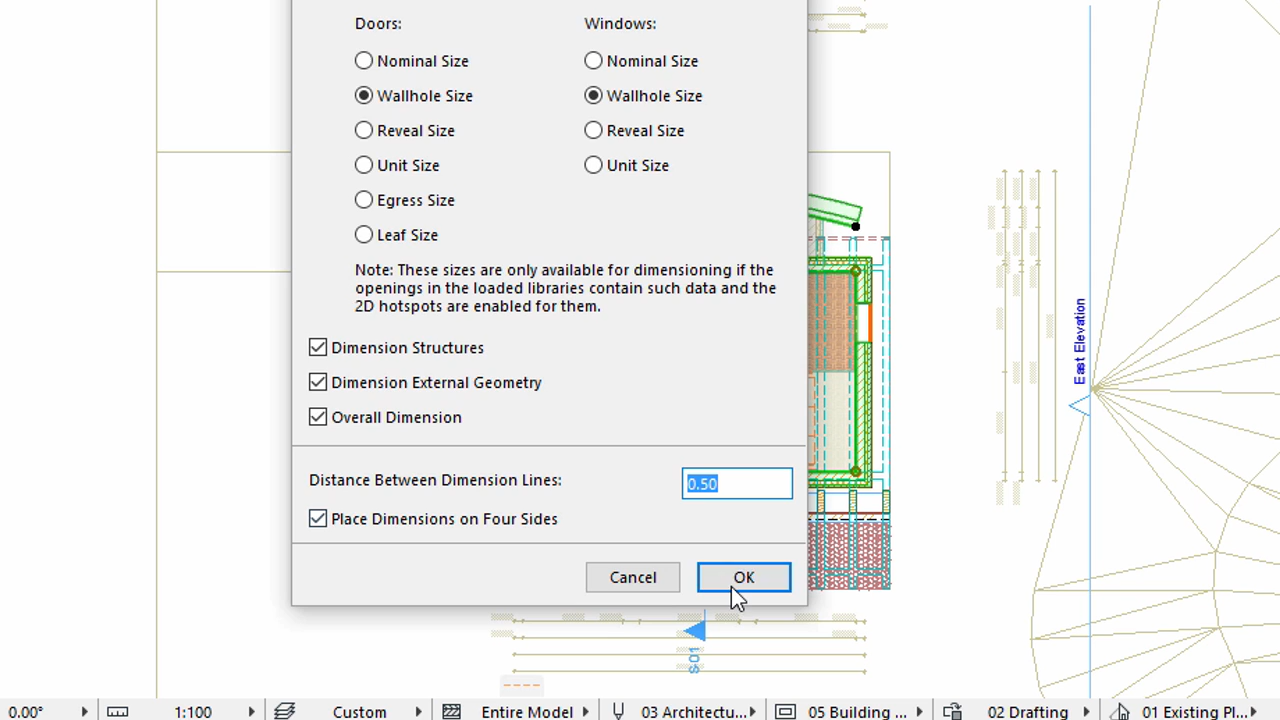 Doors:
Windows:
Nominal Size
Nominal Size
Wallhole Size
Wallhole Size
Reveal Size
Reveal Size
Unit Size
Unit Size
Egress Size
Leaf Size
Note: These sizes are only available for dimensioning if the
openings in the loaded libraries contain such data and the
2D hotspots are enabled for them.
Dimension Structures
Dimension External Geometry
Overall Dimension
Distance Between Dimension Lines:
0.50
Place Dimensions on Four Sides
Cancel
OK
East Elevation
S01
0.00°
1:100
Custom
Entire Model
03 Architectu...
05 Building ...
02 Drafting
01 Existing Pl...